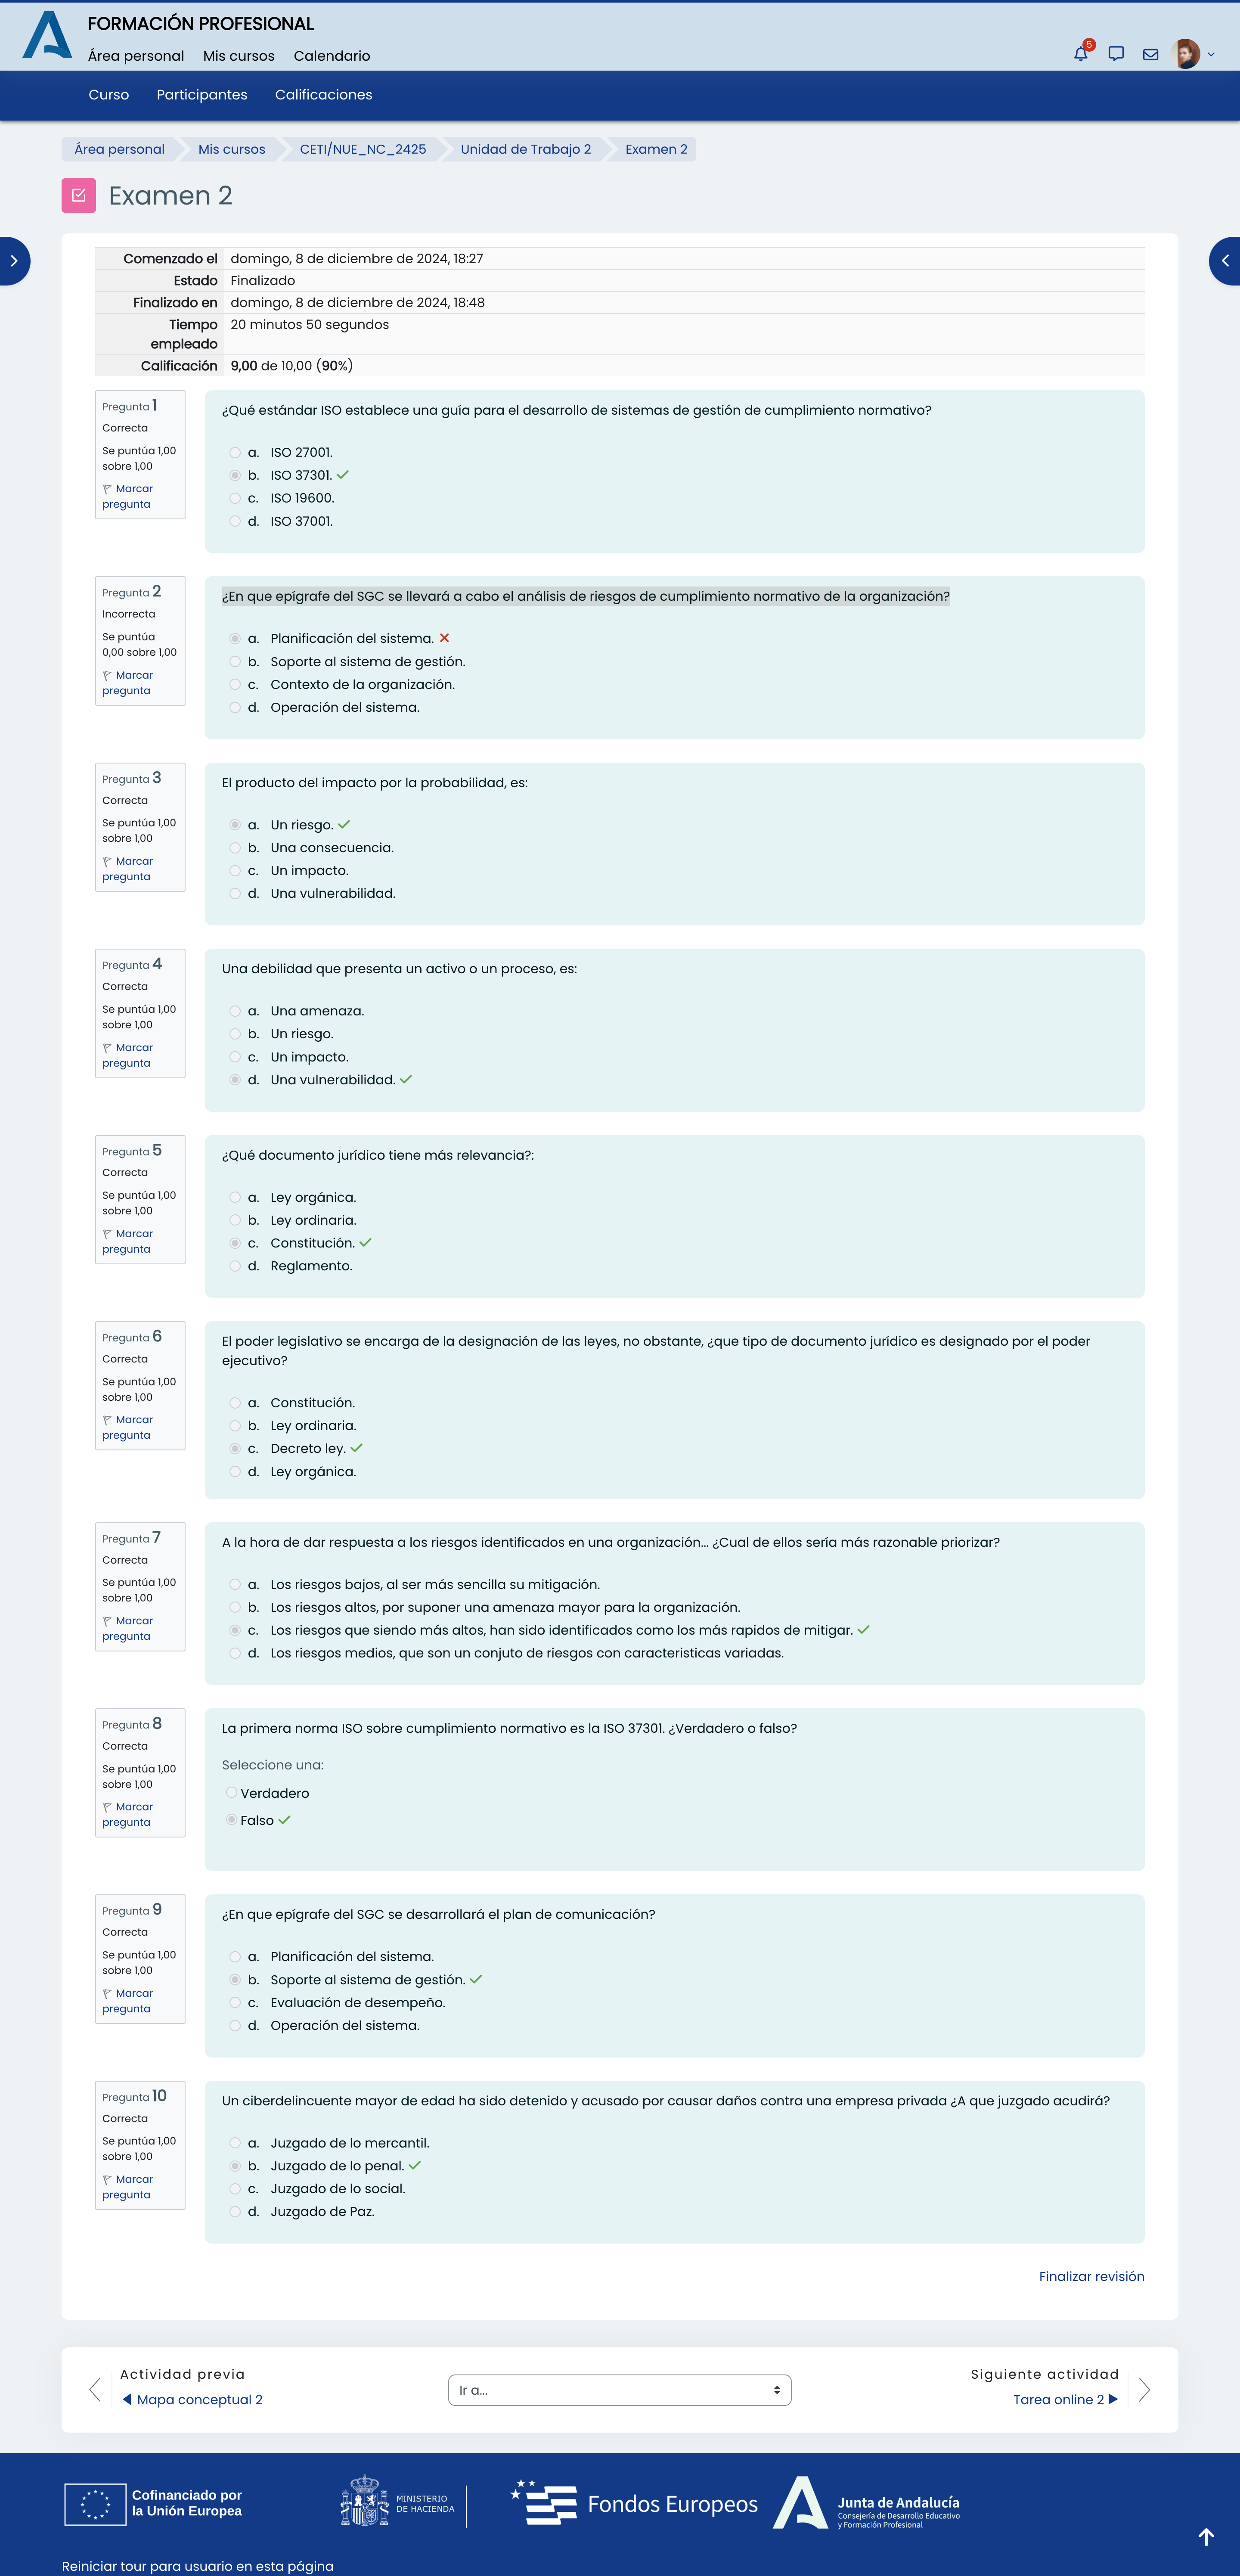 FORMACIÓN PROFESIONAL
Área personal Mis cursos Calendario
5
Curso Participantes Calificaciones
Área personal Mis cursos CETI/NUE_NC_2425 Unidad de Trabajo 2 Examen 2
Examen 2
Comenzado el domingo, 8 de diciembre de 2024, 18:27
Estado Finalizado
Finalizado en domingo, 8 de diciembre de 2024, 18:48
Tiempo empleado 20 minutos 50 segundos
Calificación 9,00 de 10,00 (90%)
Pregunta 1
Correcta
Se puntúa 1,00
sobre 1,00
Marcar
pregunta
¿Qué estándar ISO establece una guía para el desarrollo de sistemas de gestión de cumplimiento normativo?
a. ISO 27001.
b. ISO 37301.
c. ISO 19600.
d. ISO 37001.
Pregunta 2
Incorrecta
Se puntúa
0,00 sobre 1,00
Marcar
pregunta
¿En que epígrafe del SGC se llevará a cabo el análisis de riesgos de cumplimiento normativo de la organización?
a. Planificación del sistema.
b. Soporte al sistema de gestión.
c. Contexto de la organización.
d. Operación del sistema.
Pregunta 3
Correcta
Se puntúa 1,00
sobre 1,00
Marcar
pregunta
El producto del impacto por la probabilidad, es:
a. Un riesgo.
b. Una consecuencia.
c. Un impacto.
d. Una vulnerabilidad.
Pregunta 4
Correcta
Se puntúa 1,00
sobre 1,00
Marcar
pregunta
Una debilidad que presenta un activo o un proceso, es:
a. Una amenaza.
b. Un riesgo.
c. Un impacto.
d. Una vulnerabilidad.
Pregunta 5
Correcta
Se puntúa 1,00
sobre 1,00
Marcar
pregunta
¿Qué documento jurídico tiene más relevancia?:
a. Ley orgánica.
b. Ley ordinaria.
c. Constitución.
d. Reglamento.
Pregunta 6
Correcta
Se puntúa 1,00
sobre 1,00
Marcar
pregunta
El poder legislativo se encarga de la designación de las leyes, no obstante, ¿que tipo de documento jurídico es designado por el poder
ejecutivo?
a. Constitución.
b. Ley ordinaria.
c. Decreto ley.
d. Ley orgánica.
Pregunta 7
Correcta
Se puntúa 1,00
sobre 1,00
Marcar
pregunta
A la hora de dar respuesta a los riesgos identificados en una organización... ¿Cual de ellos sería más razonable priorizar?
a. Los riesgos bajos, al ser más sencilla su mitigación.
b. Los riesgos altos, por suponer una amenaza mayor para la organización.
c. Los riesgos que siendo más altos, han sido identificados como los más rapidos de mitigar.
d. Los riesgos medios, que son un conjuto de riesgos con caracteristicas variadas.
Pregunta 8
Correcta
Se puntúa 1,00
sobre 1,00
Marcar
pregunta
La primera norma ISO sobre cumplimiento normativo es la ISO 37301. ¿Verdadero o falso?
Seleccione una:
Verdadero
Falso
Pregunta 9
Correcta
Se puntúa 1,00
sobre 1,00
Marcar
pregunta
¿En que epígrafe del SGC se desarrollará el plan de comunicación?
a. Planificación del sistema.
b. Soporte al sistema de gestión.
c. Evaluación de desempeño.
d. Operación del sistema.
Pregunta 10
Correcta
Se puntúa 1,00
sobre 1,00
Marcar
pregunta
Un ciberdelincuente mayor de edad ha sido detenido y acusado por causar daños contra una empresa privada ¿A que juzgado acudirá?
a. Juzgado de lo mercantil.
b. Juzgado de lo penal.
c. Juzgado de lo social.
d. Juzgado de Paz.
Finalizar revisión
Actividad previa
◀ Mapa conceptual 2
Ir a...
Siguiente actividad
Tarea online 2 ▶
Cofinanciado por
la Unión Europea
MINISTERIO
DE HACIENDA
Fondos Europeos
Junta de Andalucía
Consejería de Desarrollo Educativo
y Formación Profesional
Reiniciar tour para usuario en esta página